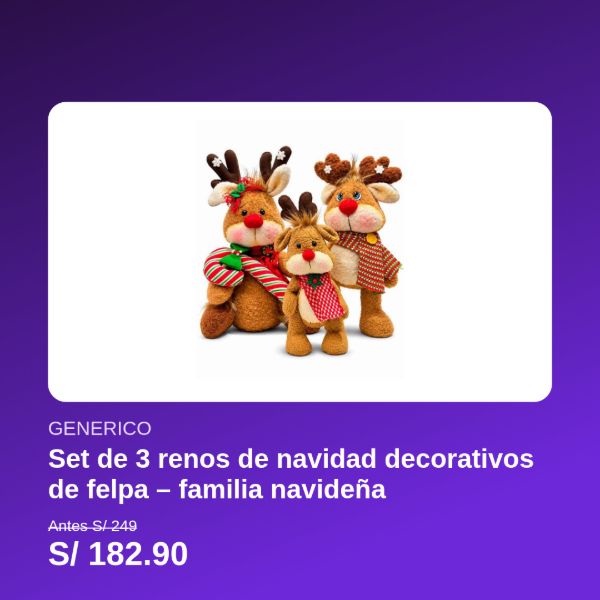 GENERICO
Set de 3 renos de navidad decorativos
de felpa – familia navideña
Antes S/ 249
S/ 182.90